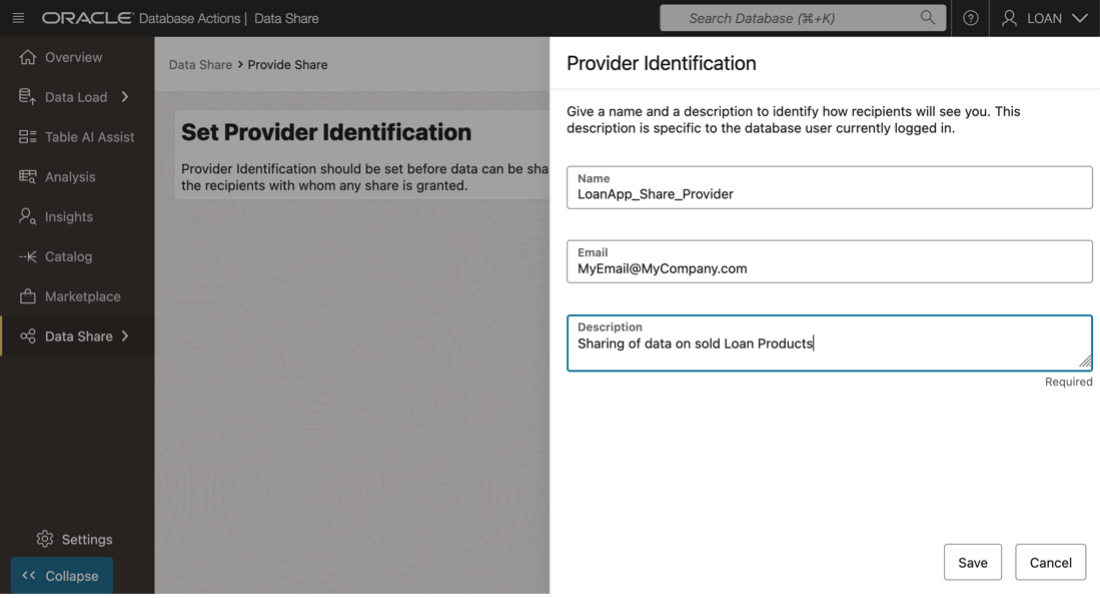 ORACLE Database Actions | Data Share
Search Database (⌘+K)
LOAN
Overview
Data Load
Table AI Assist
Analysis
Insights
Catalog
Marketplace
Data Share
Settings
Collapse
Data Share > Provide Share
Set Provider Identification
Provider Identification should be set before data can be sha
the recipients with whom any share is granted.
Provider Identification
Give a name and a description to identify how recipients will see you. This
description is specific to the database user currently logged in.
Name
LoanApp_Share_Provider
Email
MyEmail@MyCompany.com
Description
Sharing of data on sold Loan Products
Required
Save
Cancel